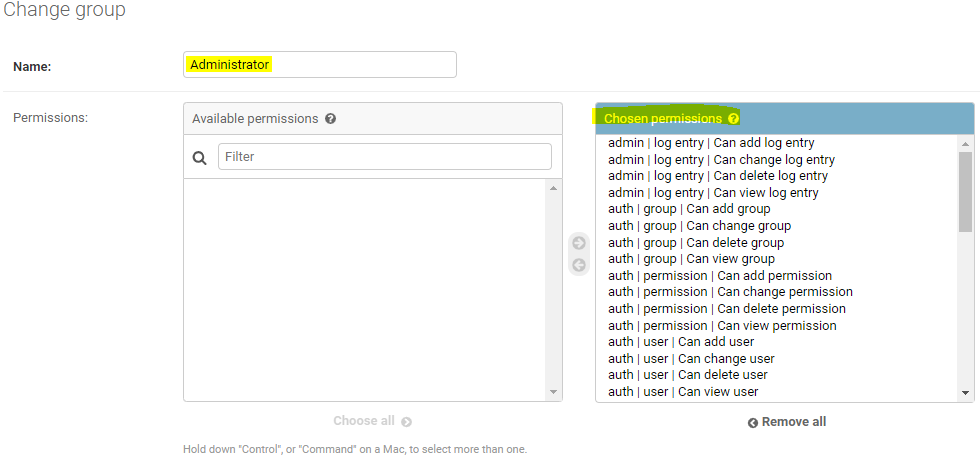 Change group
Name:
Administrator
Permissions:
Available permissions ?
Filter
Chosen permissions ?
admin | log entry | Can add log entry
admin | log entry | Can change log entry
admin | log entry | Can delete log entry
admin | log entry | Can view log entry
auth | group | Can add group
auth | group | Can change group
auth | group | Can delete group
auth | group | Can view group
auth | permission | Can add permission
auth | permission | Can change permission
auth | permission | Can delete permission
auth | permission | Can view permission
auth | user | Can add user
auth | user | Can change user
auth | user | Can delete user
auth | user | Can view user
Choose all
Remove all
Hold down "Control", or "Command" on a Mac, to select more than one.